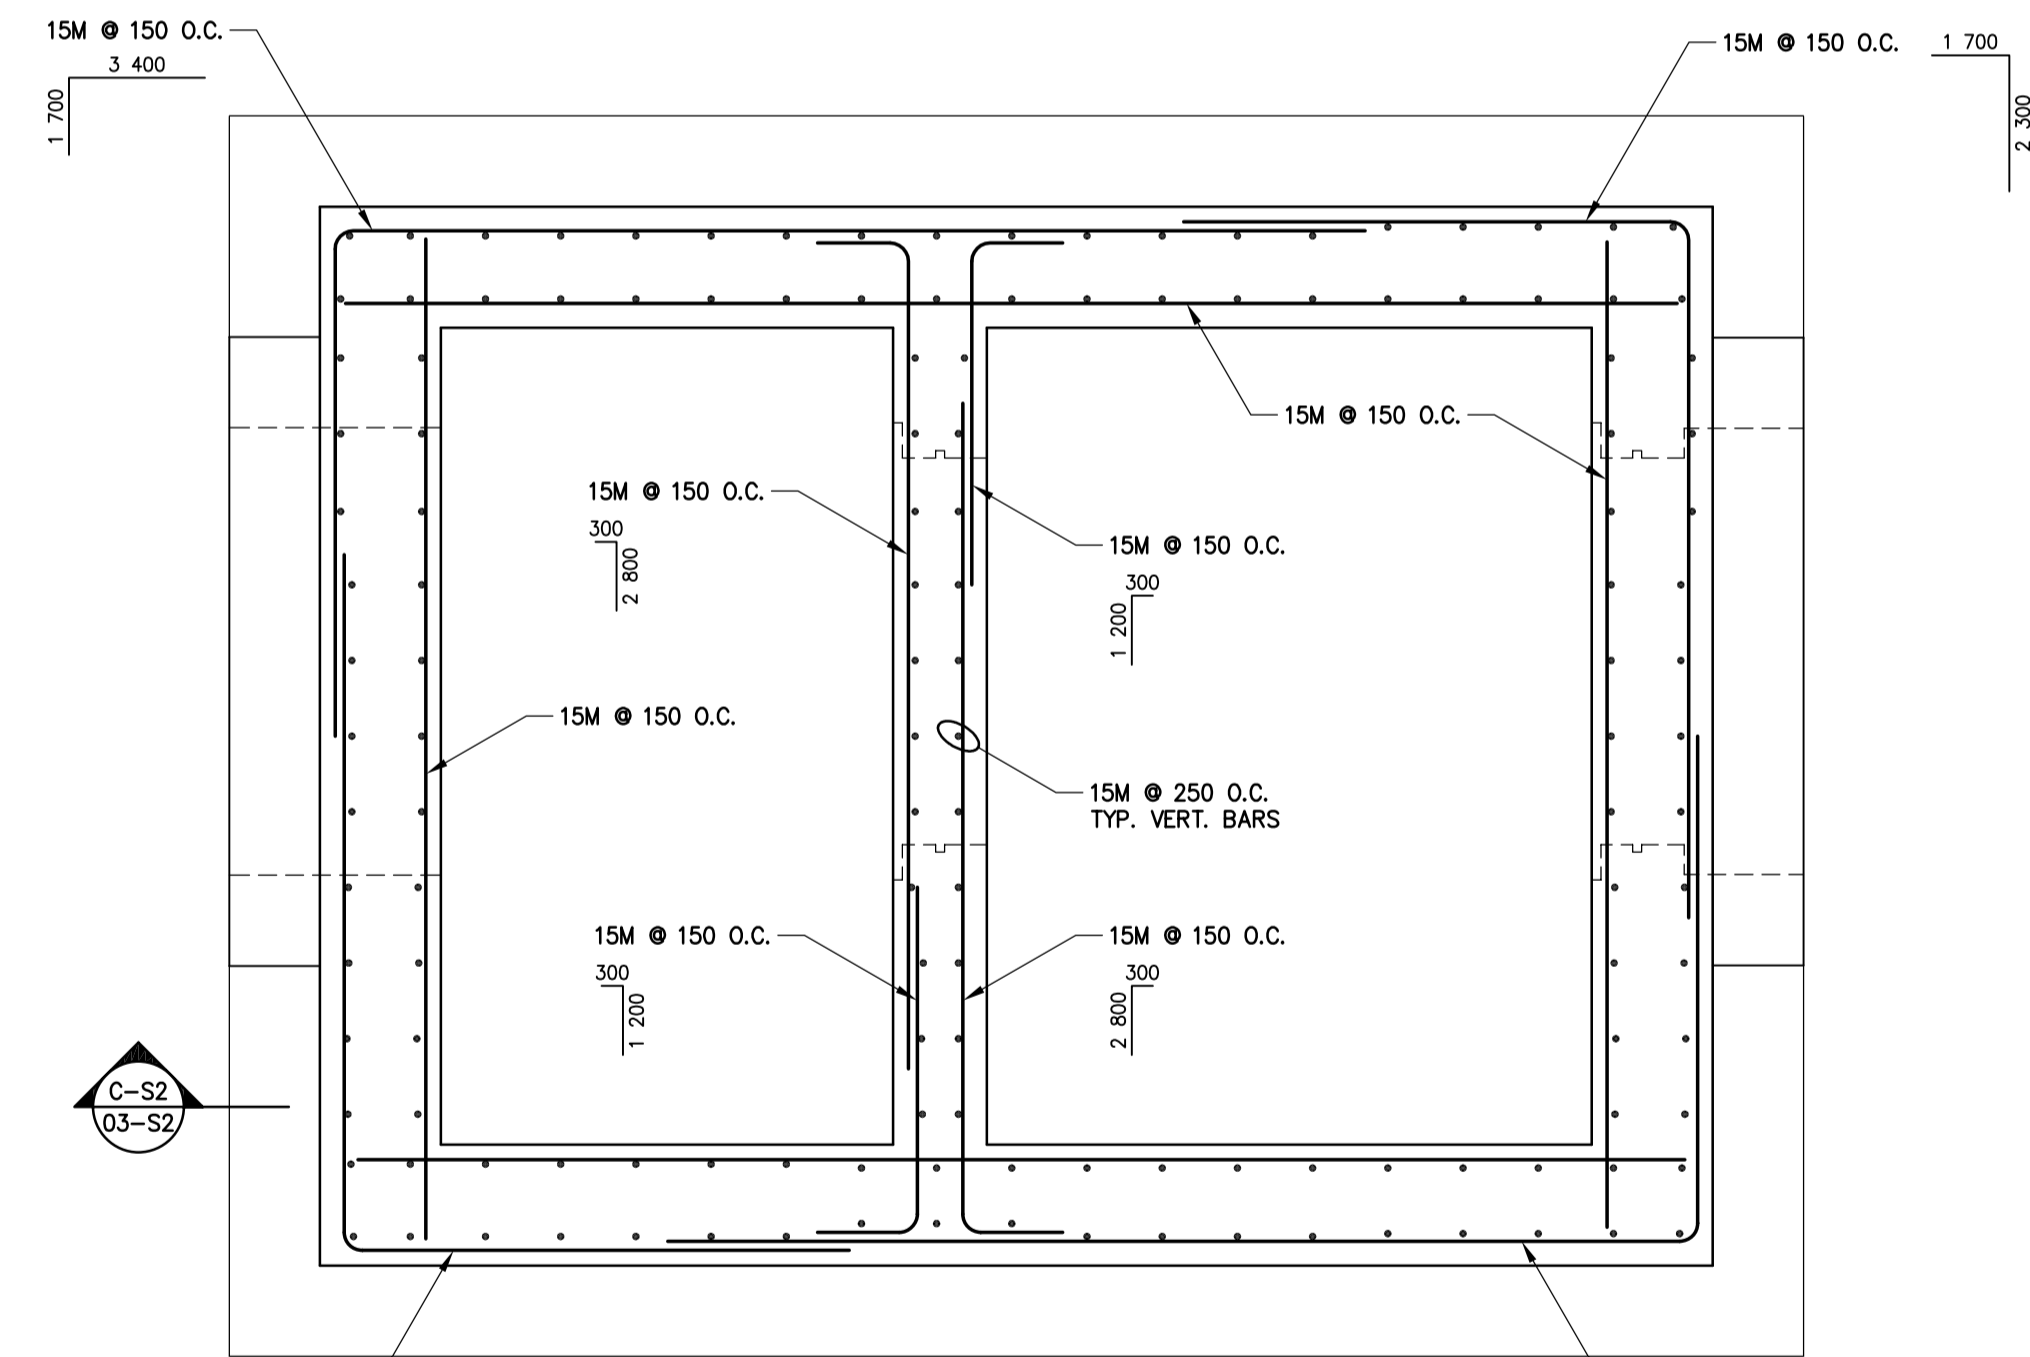 15M @ 150 O.C.
3 400
1 700
15M @ 150 O.C.
1 700
2 300
15M @ 150 O.C.
15M @ 150 O.C.
300
2 800
15M @ 150 O.C.
300
1 200
15M @ 150 O.C.
15M @ 250 O.C.
TYP. VERT. BARS
15M @ 150 O.C.
300
1 200
15M @ 150 O.C.
300
2 800
C-S2
03-S2